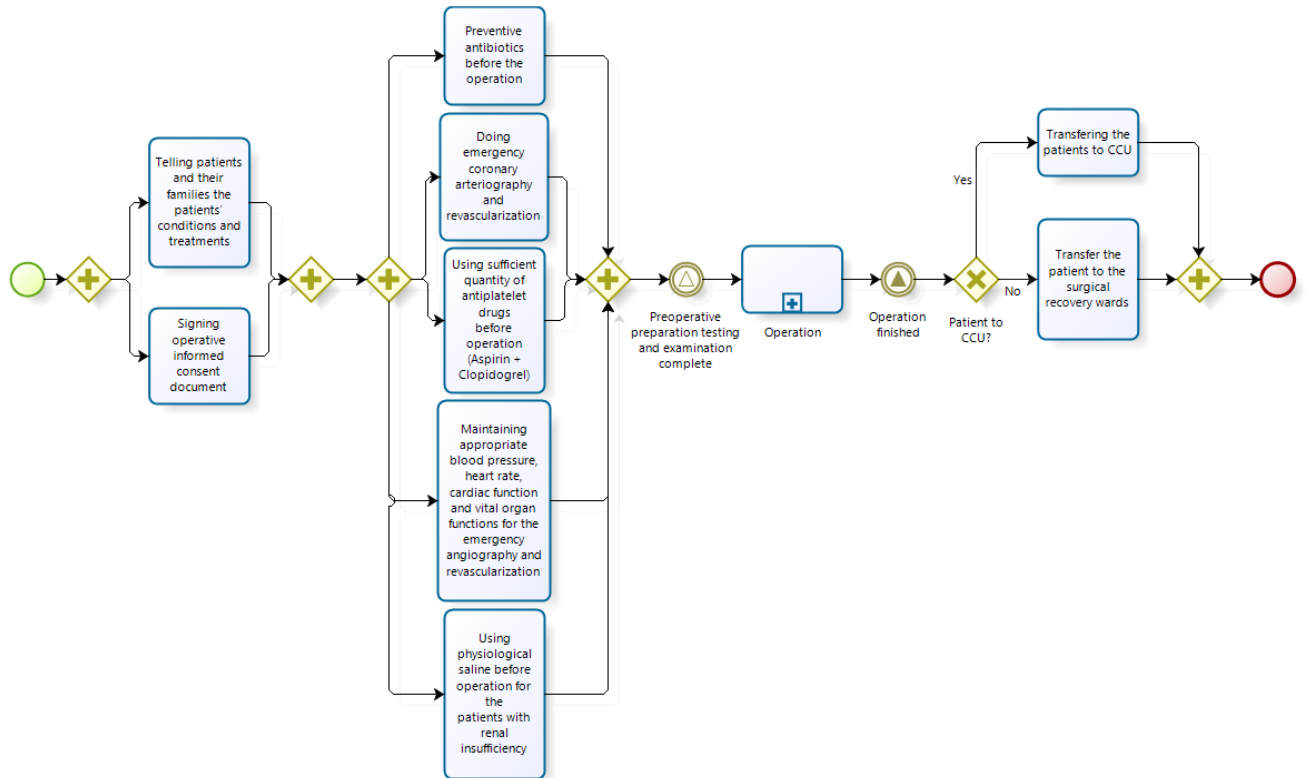 Telling patients
and their
families the
patients'
conditions and
treatments
Signing
operative
informed
consent
document
Preventive
antibiotics
before the
operation
Doing
emergency
coronary
arteriography
and
revascularization
Using sufficient
quantity of
antiplatelet
drugs
before
operation
(Aspirin +
Clopidogrel)
Maintaining
appropriate
blood pressure,
heart rate,
cardiac function
and vital organ
functions for the
emergency
angiography and
revascularization
Using
physiological
saline before
operation for
the
patients with
renal
insufficiency
Preoperative
preparation testing
and examination
complete
Operation
Operation
finished
Patient to
CCU?
Yes
No
Transfering the
patients to CCU
Transfer the
patient to the
surgical
recovery wards